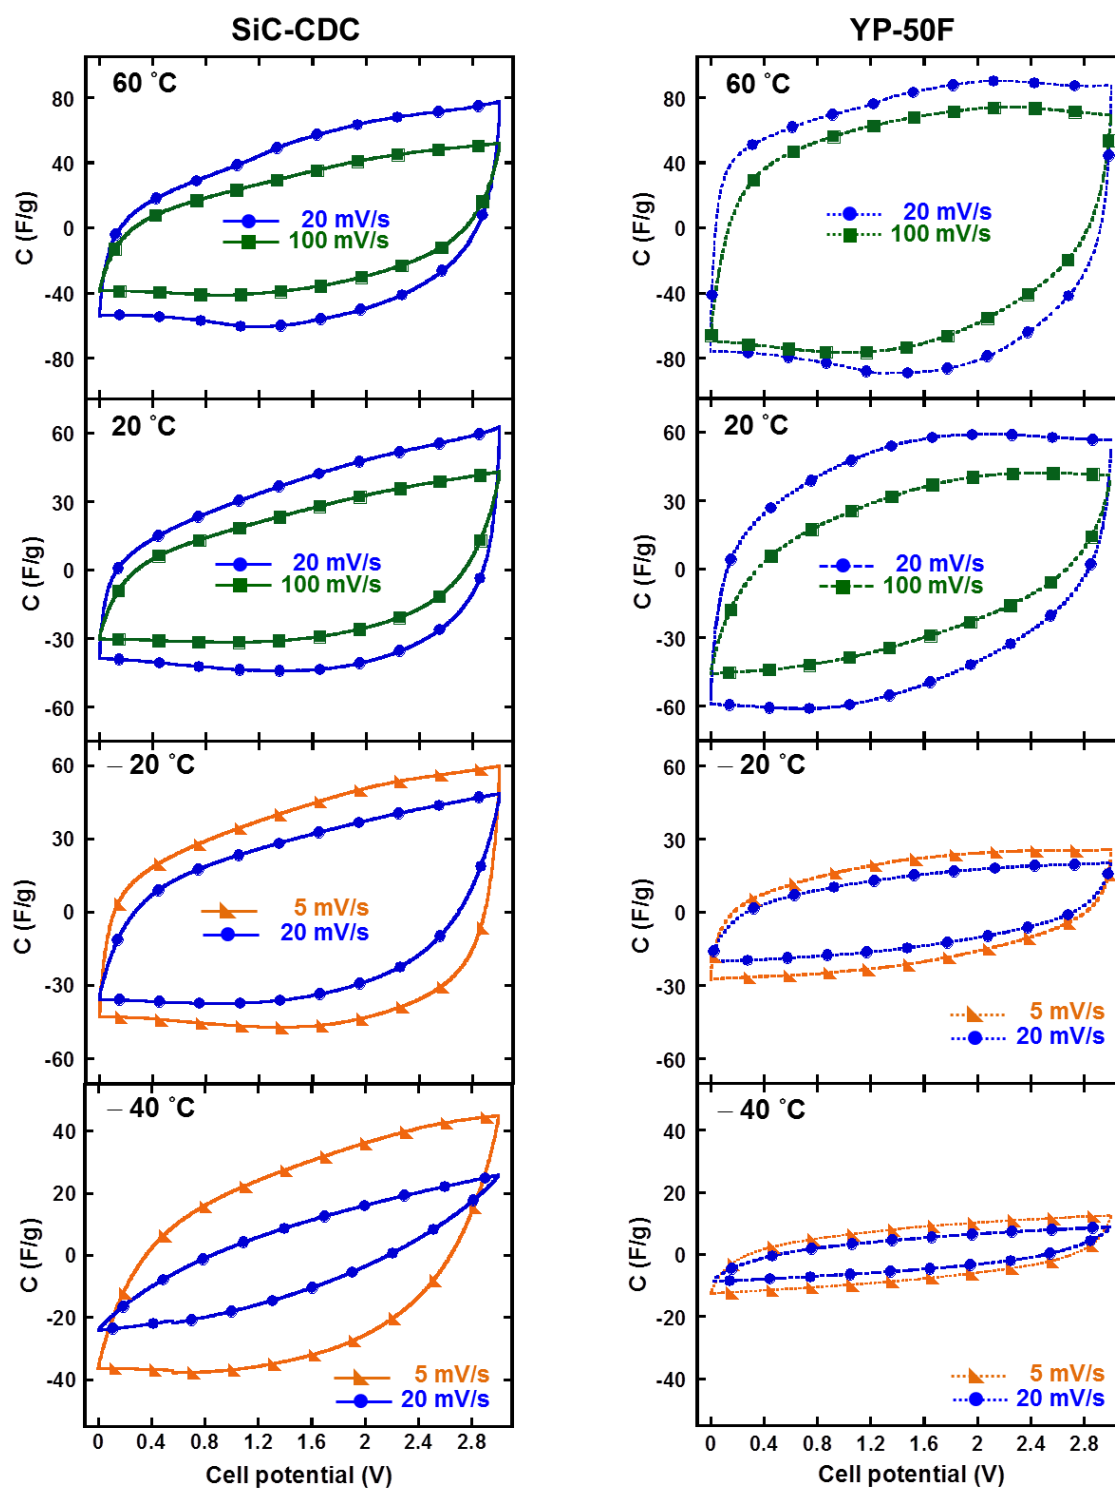 SiC-CDC
YP-50F
60 °C
80
40
0
-40
-80
C (F/g)
20 mV/s
100 mV/s
60 °C
80
40
0
-40
-80
C (F/g)
20 mV/s
100 mV/s
20 °C
60
30
0
-30
-60
C (F/g)
20 mV/s
100 mV/s
20 °C
60
30
0
-30
-60
C (F/g)
20 mV/s
100 mV/s
– 20 °C
60
30
0
-30
-60
C (F/g)
5 mV/s
20 mV/s
– 20 °C
60
30
0
-30
-60
C (F/g)
5 mV/s
20 mV/s
– 40 °C
40
20
0
-20
-40
C (F/g)
5 mV/s
20 mV/s
0 0.4 0.8 1.2 1.6 2 2.4 2.8
Cell potential (V)
– 40 °C
40
20
0
-20
-40
C (F/g)
5 mV/s
20 mV/s
0 0.4 0.8 1.2 1.6 2 2.4 2.8
Cell potential (V)